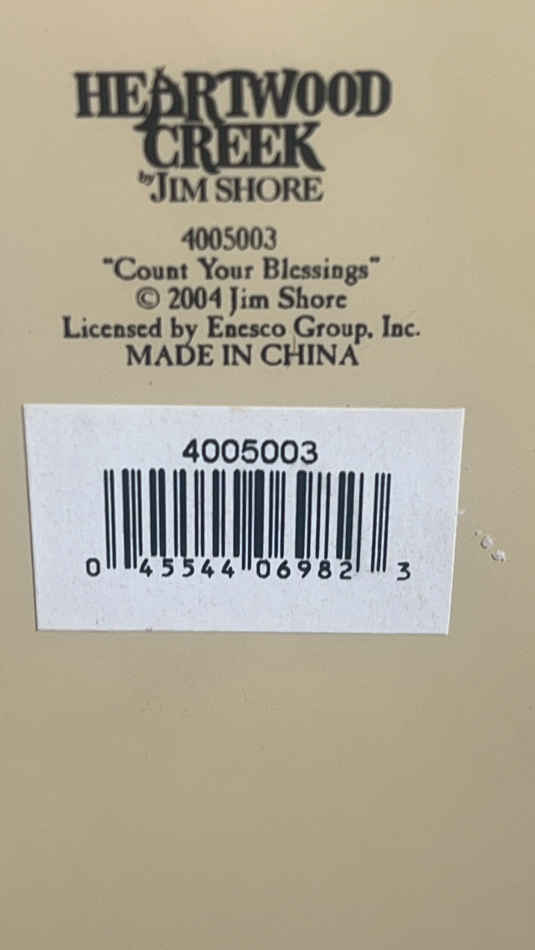 HEARTWOOD
CREEK
by JIM SHORE
4005003
"Count Your Blessings"
© 2004 Jim Shore
Licensed by Enesco Group, Inc.
MADE IN CHINA
4005003
0 45544 06982 3